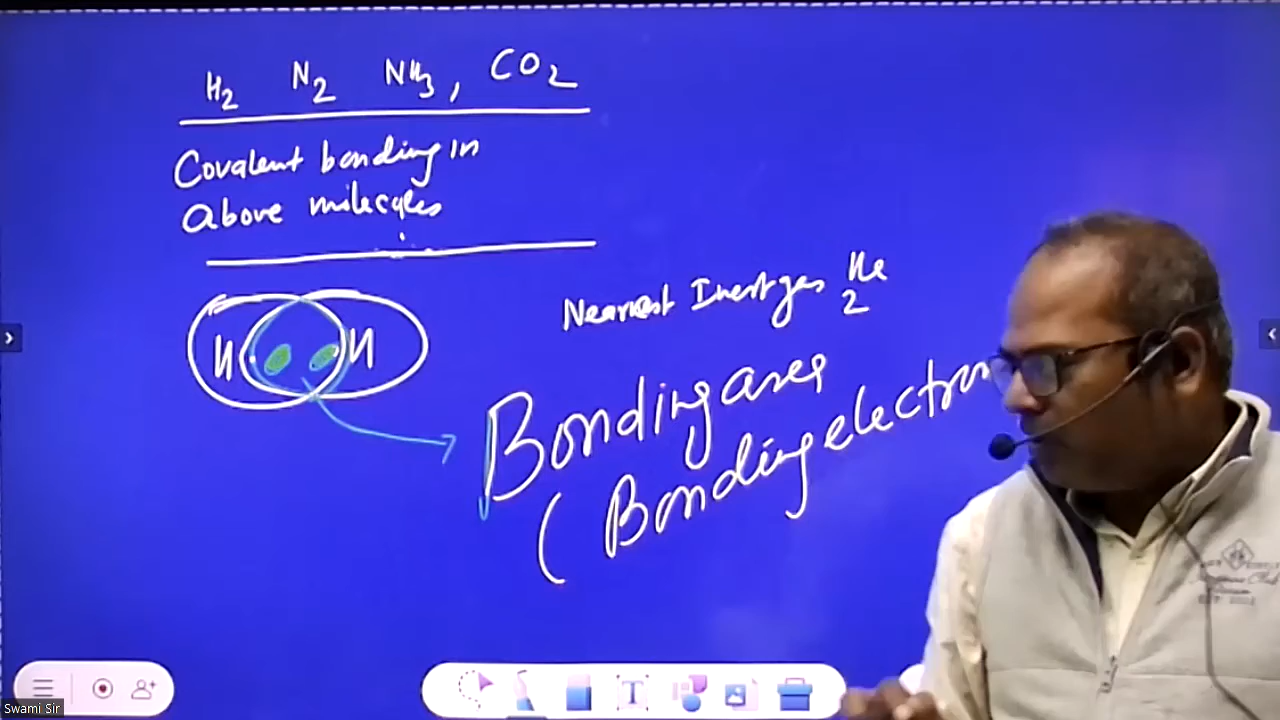 H2 N2 NH3, CO2
Covalent bonding in
Above molecules
H H
Nearest Inert gas He
2
Bonding area
(Bonding electron
T
Swami Sir